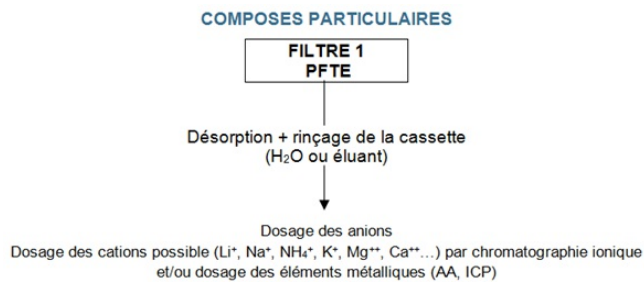 COMPOSES PARTICULAIRES
FILTRE 1
PFTE
Désorption + rinçage de la cassette
(H₂O ou éluant)
Dosage des anions
Dosage des cations possible (Li⁺, Na⁺, NH₄⁺, K⁺, Mg⁺⁺, Ca⁺⁺…) par chromatographie ionique
et/ou dosage des éléments métalliques (AA, ICP)